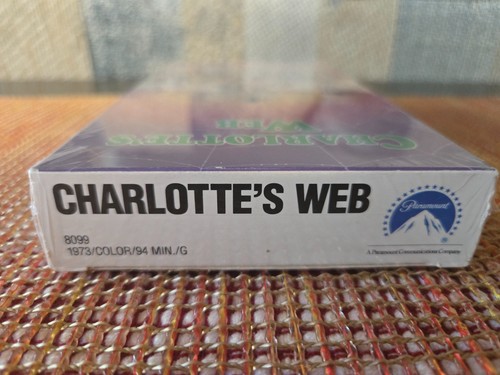 CHARLOTTE'S
WEB
CHARLOTTE'S WEB
8099
1973/COLOR/94 MIN./G
Paramount
®
A Paramount Communications Company